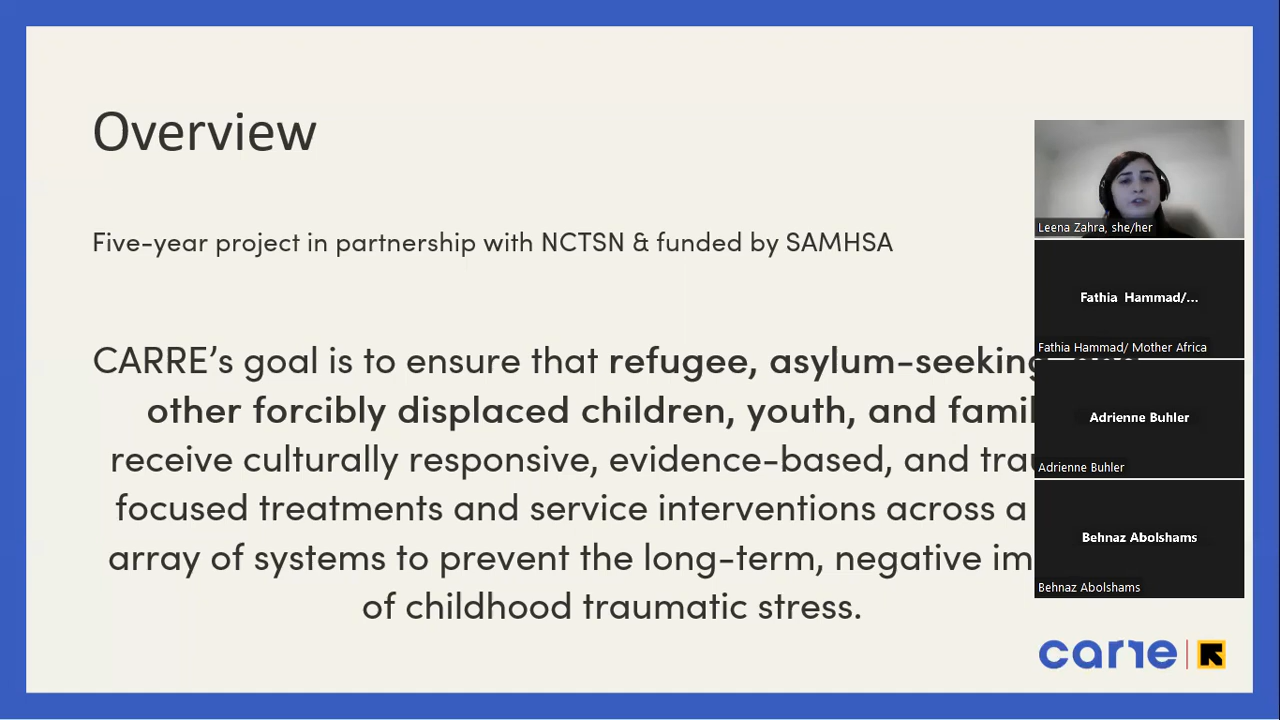 Overview
Five-year project in partnership with NCTSN & funded by SAMHSA
CARRE’s goal is to ensure that refugee, asylum-seeking
other forcibly displaced children, youth, and
receive culturally responsive, evidence-based, and
focused treatments and service interventions across a
array of systems to prevent the long-term, negative
of childhood traumatic stress.
Leena Zahra, she/her
Fathia Hammad/...
Fathia Hammad/ Mother Africa
Adrienne Buhler
Adrienne Buhler
Behnaz Abolshams
Behnaz Abolshams
carre